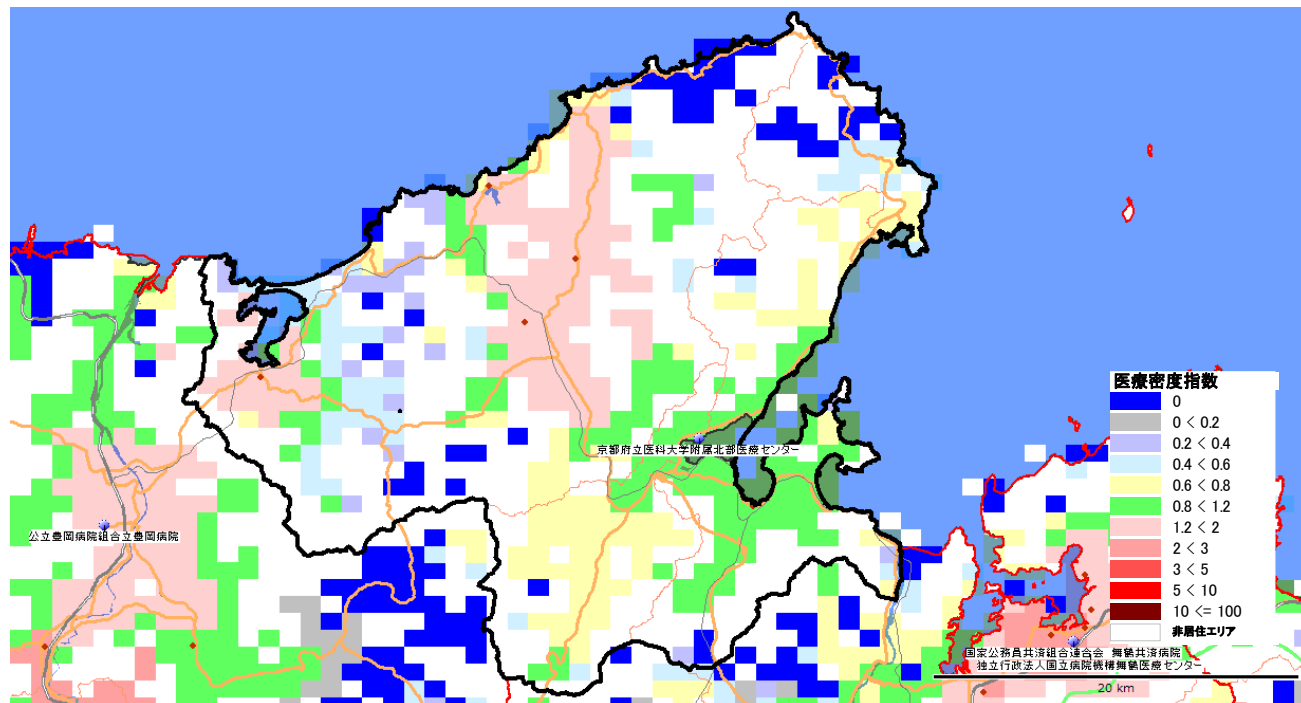 医療密度指数
0
0 < 0.2
0.2 < 0.4
0.4 < 0.6
0.6 < 0.8
0.8 < 1.2
1.2 < 2
2 < 3
3 < 5
5 < 10
10 <= 100
非居住エリア
京都府立医科大学附属北部医療センター
公立豊岡病院組合立豊岡病院
国家公務員共済組合連合会 舞鶴共済病院
独立行政法人国立病院機構舞鶴医療センター
20 km